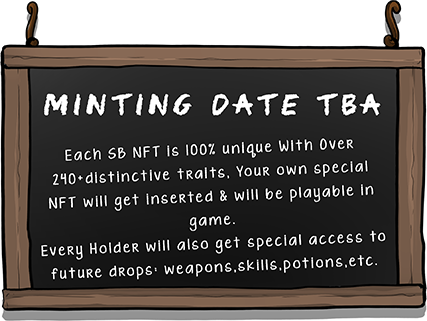 MINTING DATE TBA
Each SB NFT is 100% unique With Over
240+distinctive traits, Your own special
NFT will get inserted & will be playable in
game.
Every Holder will also get special access to
future drops: weapons,skills,potions,etc.